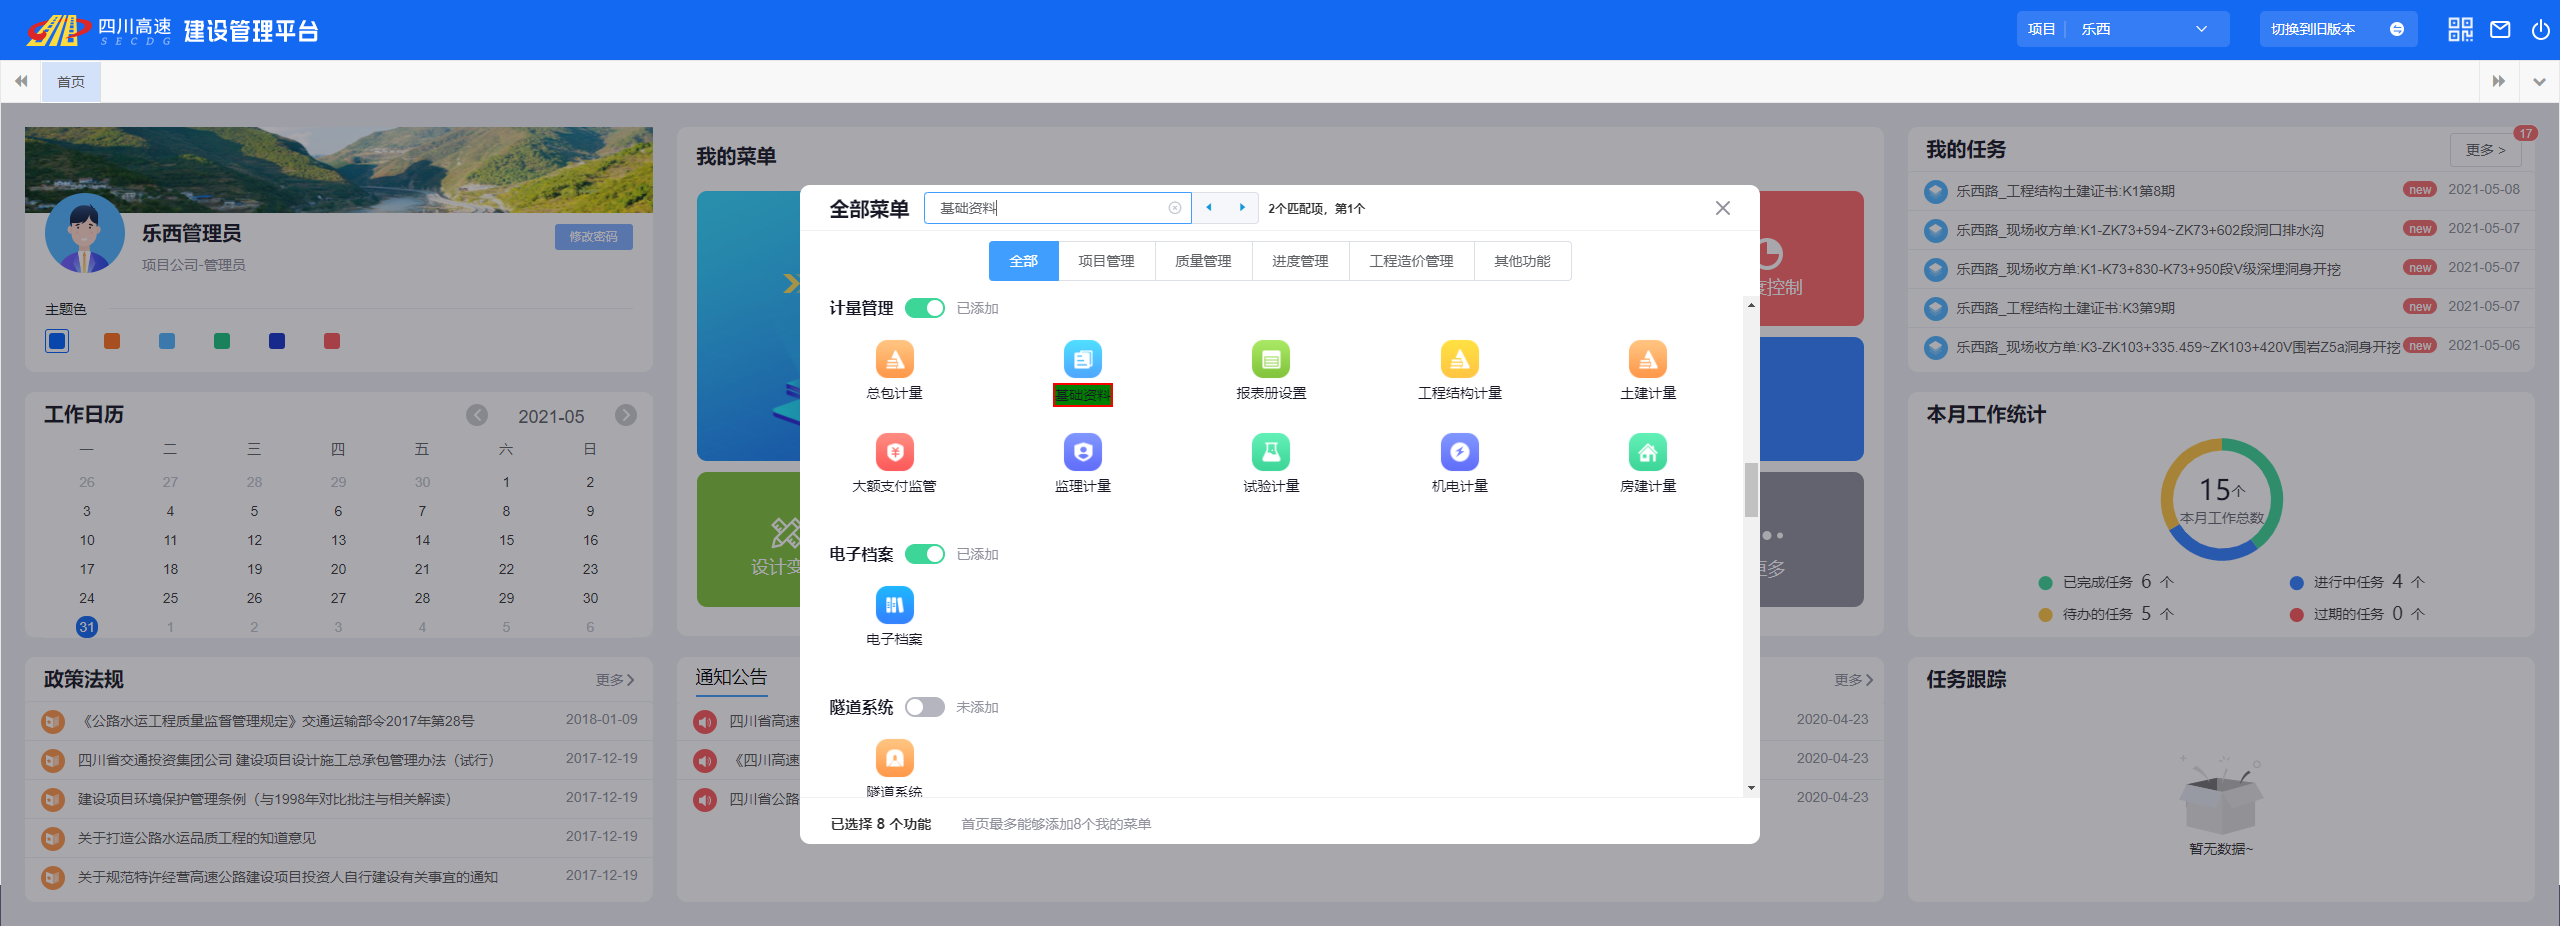 四川高速
SECDG
建设管理平台
项目 乐西
切换到旧版本
首页
乐西管理员
项目公司-管理员
修改密码
主题色
工作日历
2021-05
一 二 三 四 五 六 日
26 27 28 29 30 1 2
3 4 5 6 7 8 9
10 11 12 13 14 15 16
17 18 19 20 21 22 23
24 25 26 27 28 29 30
31 1 2 3 4 5 6
政策法规 更多
《公路水运工程质量监督管理规定》交通运输部令2017年第28号 2018-01-09
四川省交通投资集团公司 建设项目设计施工总承包管理办法（试行） 2017-12-19
建设项目环境保护管理条例（与1998年对比批注与相关解读） 2017-12-19
关于打造公路水运品质工程的知道意见 2017-12-19
关于规范特许经营高速公路建设项目投资人自行建设有关事宜的通知 2017-12-19
我的菜单
设计变
度控制
更多
全部菜单 基础资料 2个匹配项，第1个
全部 项目管理 质量管理 进度管理 工程造价管理 其他功能
计量管理 已添加
总包计量 基础资料 报表册设置 工程结构计量 土建计量
大额支付监管 监理计量 试验计量 机电计量 房建计量
电子档案 已添加
电子档案
隧道系统 未添加
隧道系统
已选择 8 个功能 首页最多能够添加8个我的菜单
通知公告 更多
四川省高速 2020-04-23
《四川高速 2020-04-23
四川省公路 2020-04-23
我的任务 更多 > 17
乐西路_工程结构土建证书:K1第8期 new 2021-05-08
乐西路_现场收方单:K1-ZK73+594~ZK73+602段洞口排水沟 new 2021-05-07
乐西路_现场收方单:K1-K73+830-K73+950段V级深埋洞身开挖 new 2021-05-07
乐西路_工程结构土建证书:K3第9期 new 2021-05-07
乐西路_现场收方单:K3-ZK103+335.459~ZK103+420V围岩Z5a洞身开挖 new 2021-05-06
本月工作统计
15个
本月工作总数
已完成任务 6 个 进行中任务 4 个
待办的任务 5 个 过期的任务 0 个
任务跟踪
暂无数据~